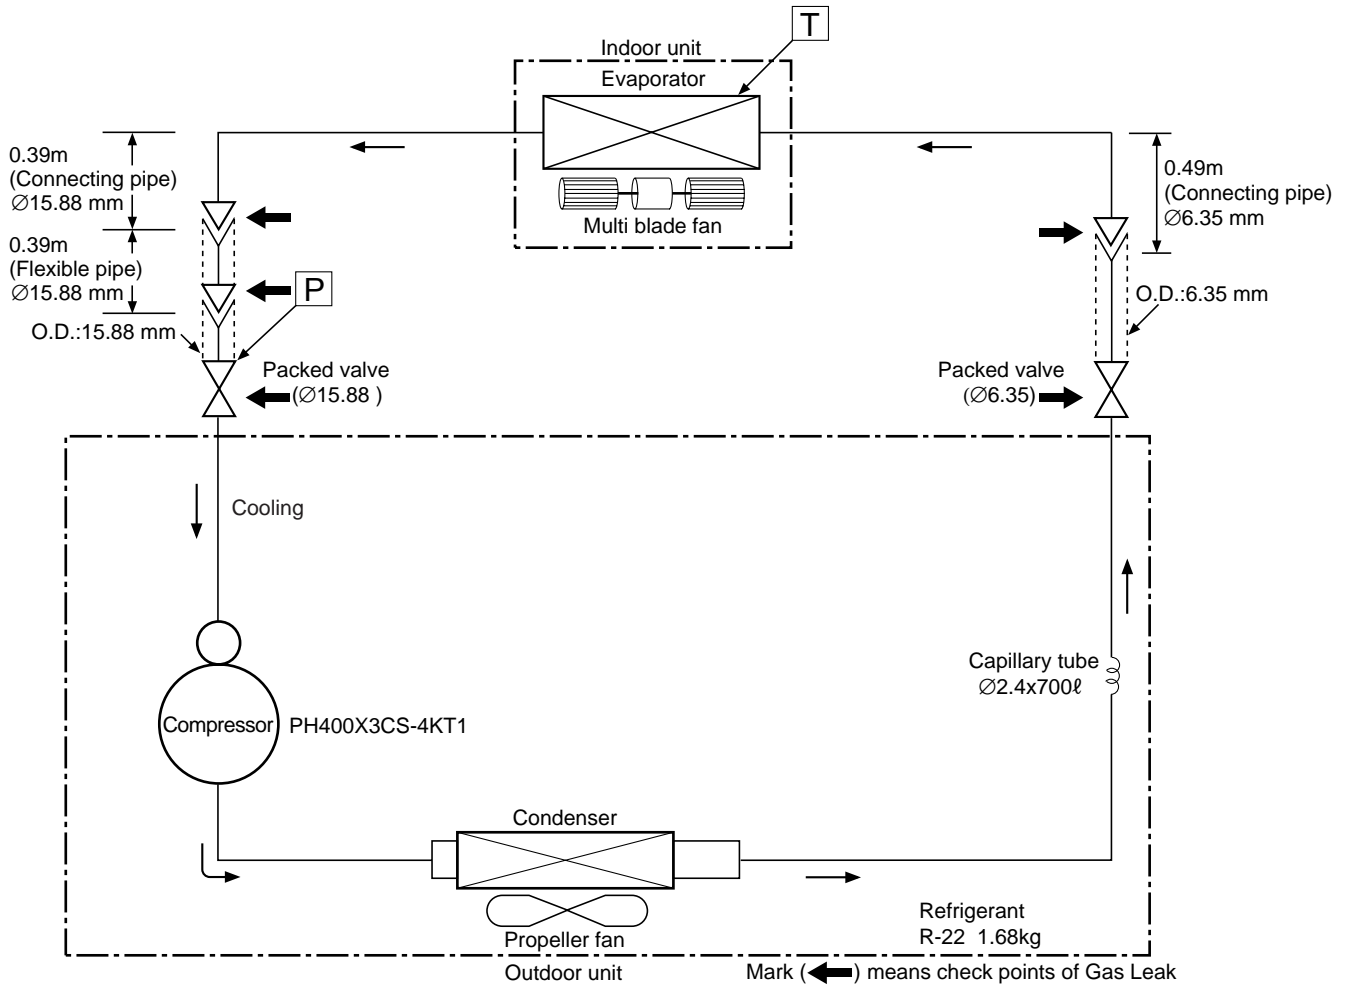 T
Indoor unit
Evaporator
0.39m
(Connecting pipe)
Ø15.88 mm
0.49m
(Connecting pipe)
Ø6.35 mm
Multi blade fan
0.39m
(Flexible pipe)
Ø15.88 mm
P
O.D.:6.35 mm
O.D.:15.88 mm
Packed valve
(Ø15.88 )
Packed valve
(Ø6.35)
Cooling
Capillary tube
Ø2.4x700ℓ
Compressor
PH400X3CS-4KT1
Condenser
Refrigerant
R-22 1.68kg
Propeller fan
Outdoor unit
Mark ( ) means check points of Gas Leak